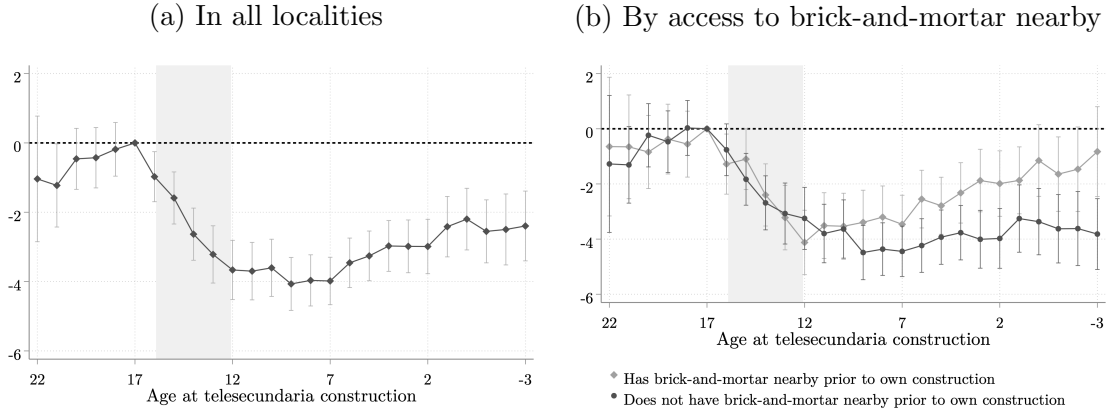 (a) In all localities
(b) By access to brick-and-mortar nearby
2
0
-2
-4
-6
22 17 12 7 2 -3
Age at telesecundaria construction
2
0
-2
-4
-6
22 17 12 7 2 -3
Age at telesecundaria construction
Has brick-and-mortar nearby prior to own construction
Does not have brick-and-mortar nearby prior to own construction